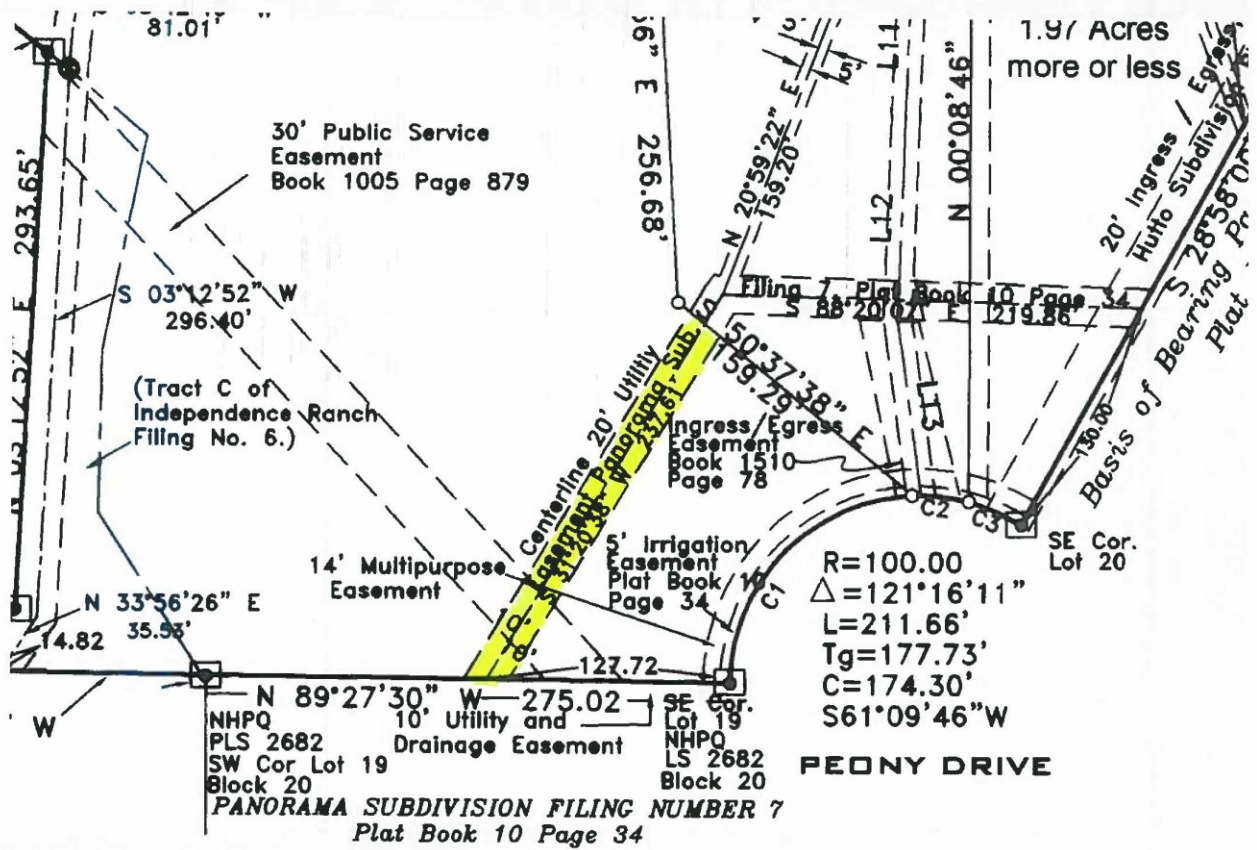 81.01'
30' Public Service
Easement
Book 1005 Page 879
293.65'
S 03°12'52" W
296.40'
(Tract C of
Independence Ranch
Filing No. 6.)
N 33°56'26" E
35.53'
14.82
W
6" E 256.68'
5'
N 20°59'22" E
159.20'
L11
L12
L13
N 00°08'46"
1.97 Acres
more or less
20' Ingress / Egress,
Hutto Subdivision
S 28°58'
130.00
Basis of Bearing
Plat
Filing 7, Plat Book 10 Page 34
S 88°20'02" E 219.86'
S 50°37'38" E
159.29'
Centerline 20' Utility
Easement, Panorama Sub.
S 31°20'38" W 237.61'
Ingress Egress
Easement
Book 1510
Page 78
14' Multipurpose
Easement
5' Irrigation
Easement
Plat Book 10
Page 34
C1
C2
C3
SE Cor.
Lot 20
R=100.00
△=121°16'11"
L=211.66'
Tg=177.73'
C=174.30'
S61°09'46"W
PEONY DRIVE
10'
127.72
N 89°27'30" W 275.02
NHPQ
PLS 2682
SW Cor Lot 19
Block 20
10' Utility and
Drainage Easement
SE Cor.
Lot 19
NHPQ
LS 2682
Block 20
PANORAMA SUBDIVISION FILING NUMBER 7
Plat Book 10 Page 34